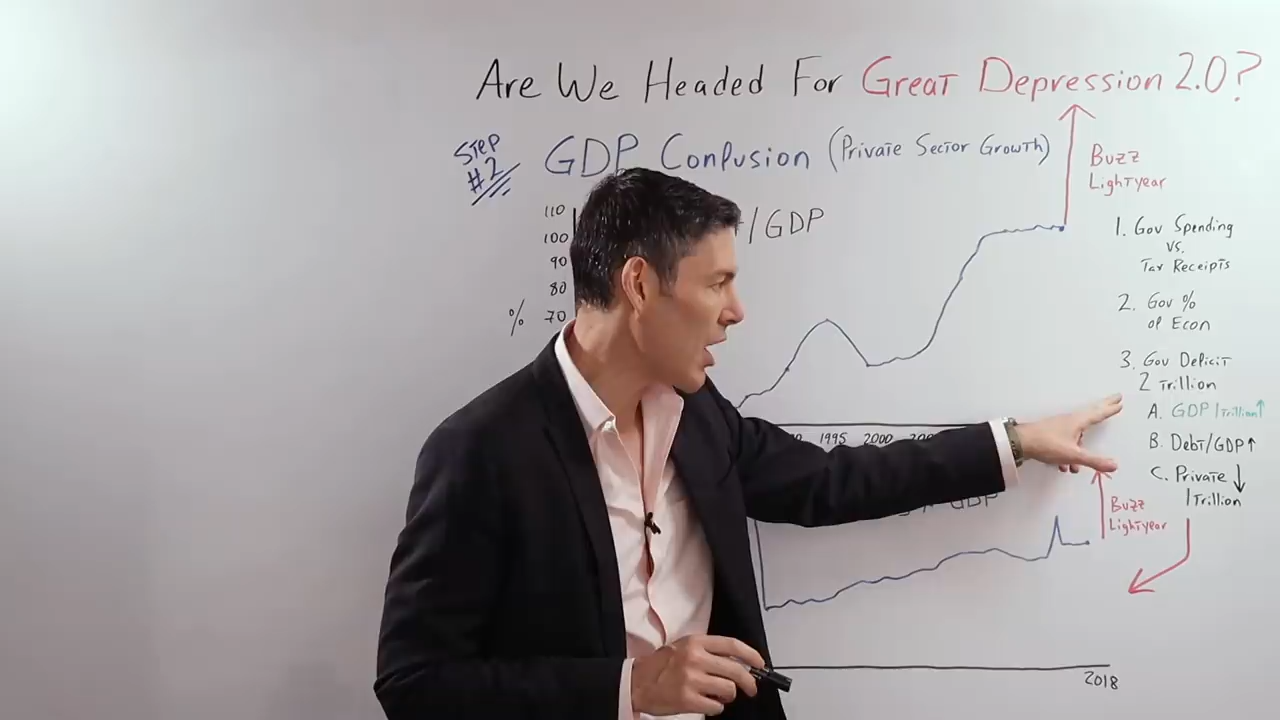 Are We Headed For Great Depression 2.0?
STEP #2
GDP Confusion (Private Sector Growth)
110
100
90
80
% 70
/GDP
Buzz
Lightyear
1. Gov Spending
vs.
Tax Receipts
2. Gov %
of Econ
3. Gov Deficit
2 Trillion
A. GDP 1 Trillion↑
B. Debt/GDP↑
C. Private ↓
1 Trillion
1995 2000
GDP
Buzz
Lightyear
2018